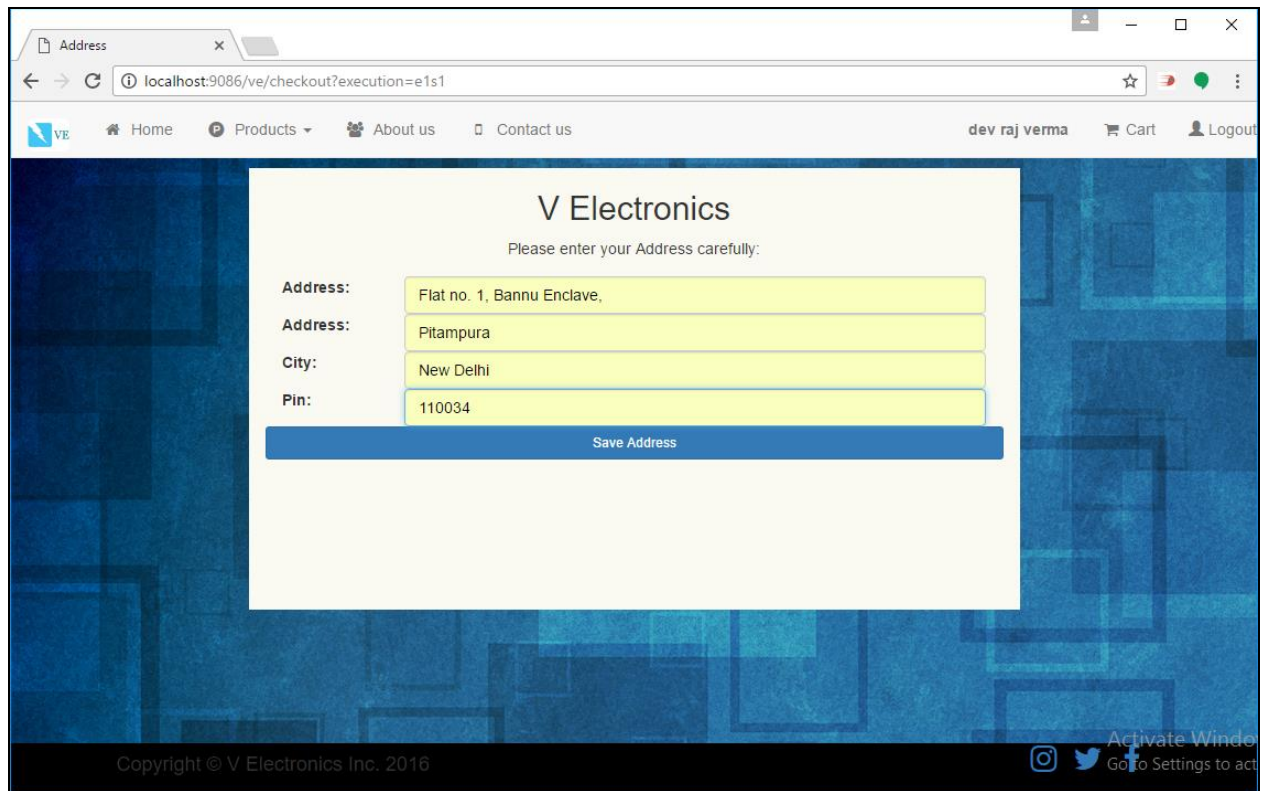 Address
localhost:9086/ve/checkout?execution=e1s1
VE Home Products About us Contact us dev raj verma Cart Logout
V Electronics
Please enter your Address carefully:
Address: Flat no. 1, Bannu Enclave,
Address: Pitampura
City: New Delhi
Pin: 110034
Save Address
Activate Windo
Copyright © V Electronics Inc. 2016
Go to Settings to act